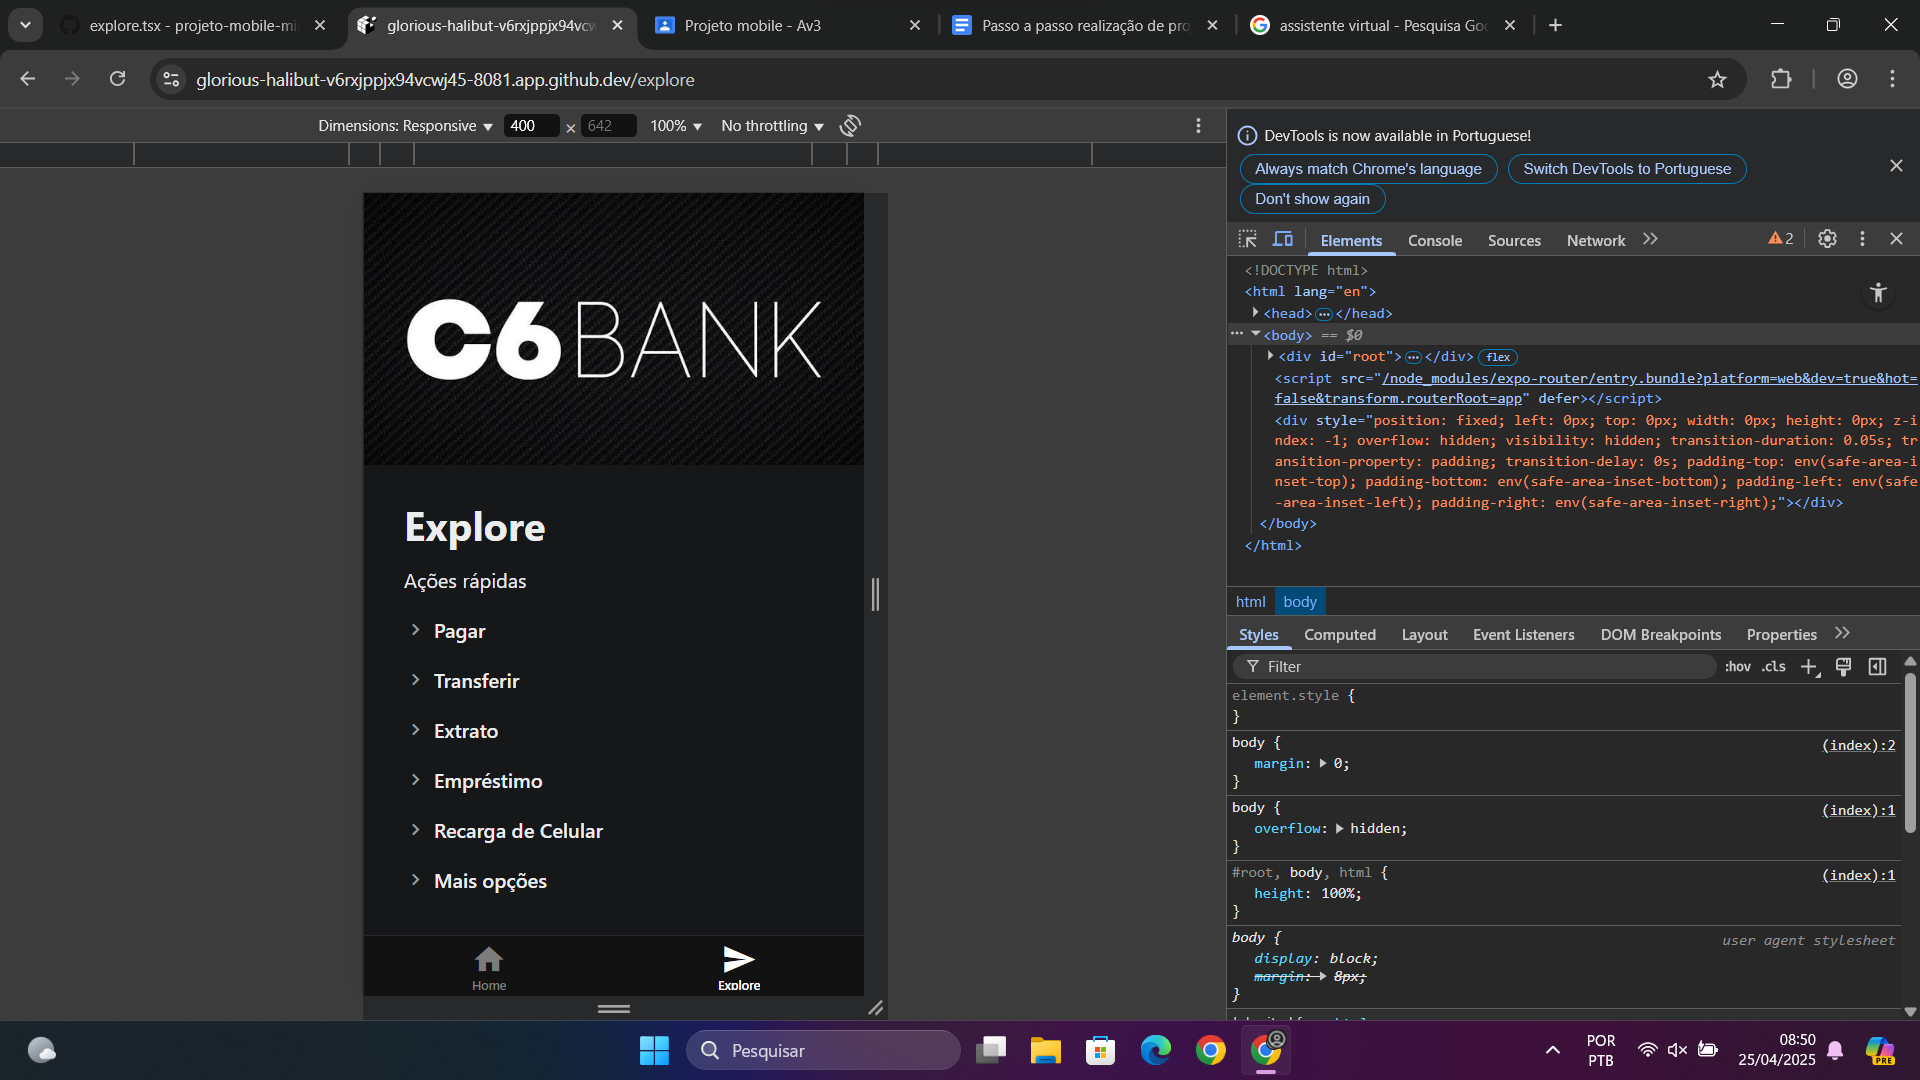 explore.tsx - projeto-mobile-mi
glorious-halibut-v6rxjppjx94vcw
Projeto mobile - Av3
Passo a passo realização de pro
assistente virtual - Pesquisa Goo
glorious-halibut-v6rxjppjx94vcwj45-8081.app.github.dev/explore
Dimensions: Responsive 400 × 642 100% No throttling
DevTools is now available in Portuguese!
Always match Chrome's language
Switch DevTools to Portuguese
Don't show again
Elements Console Sources Network 2
<!DOCTYPE html>
<html lang="en">
<head> ••• </head>
••• <body> == $0
<div id="root"> ••• </div> flex
<script src="/node_modules/expo-router/entry.bundle?platform=web&dev=true&hot=
false&transform.routerRoot=app" defer></script>
<div style="position: fixed; left: 0px; top: 0px; width: 0px; height: 0px; z-i
ndex: -1; overflow: hidden; visibility: hidden; transition-duration: 0.05s; tr
ansition-property: padding; transition-delay: 0s; padding-top: env(safe-area-i
nset-top); padding-bottom: env(safe-area-inset-bottom); padding-left: env(safe
-area-inset-left); padding-right: env(safe-area-inset-right);"></div>
</body>
</html>
html body
Styles Computed Layout Event Listeners DOM Breakpoints Properties
Filter :hov .cls
element.style {
}
body { (index):2
margin: 0;
}
body { (index):1
overflow: hidden;
}
#root, body, html { (index):1
height: 100%;
}
body { user agent stylesheet
display: block;
margin: 8px;
}
C6BANK
Explore
Ações rápidas
Pagar
Transferir
Extrato
Empréstimo
Recarga de Celular
Mais opções
Home
Explore
Pesquisar
POR
PTB
08:50
25/04/2025
PRE